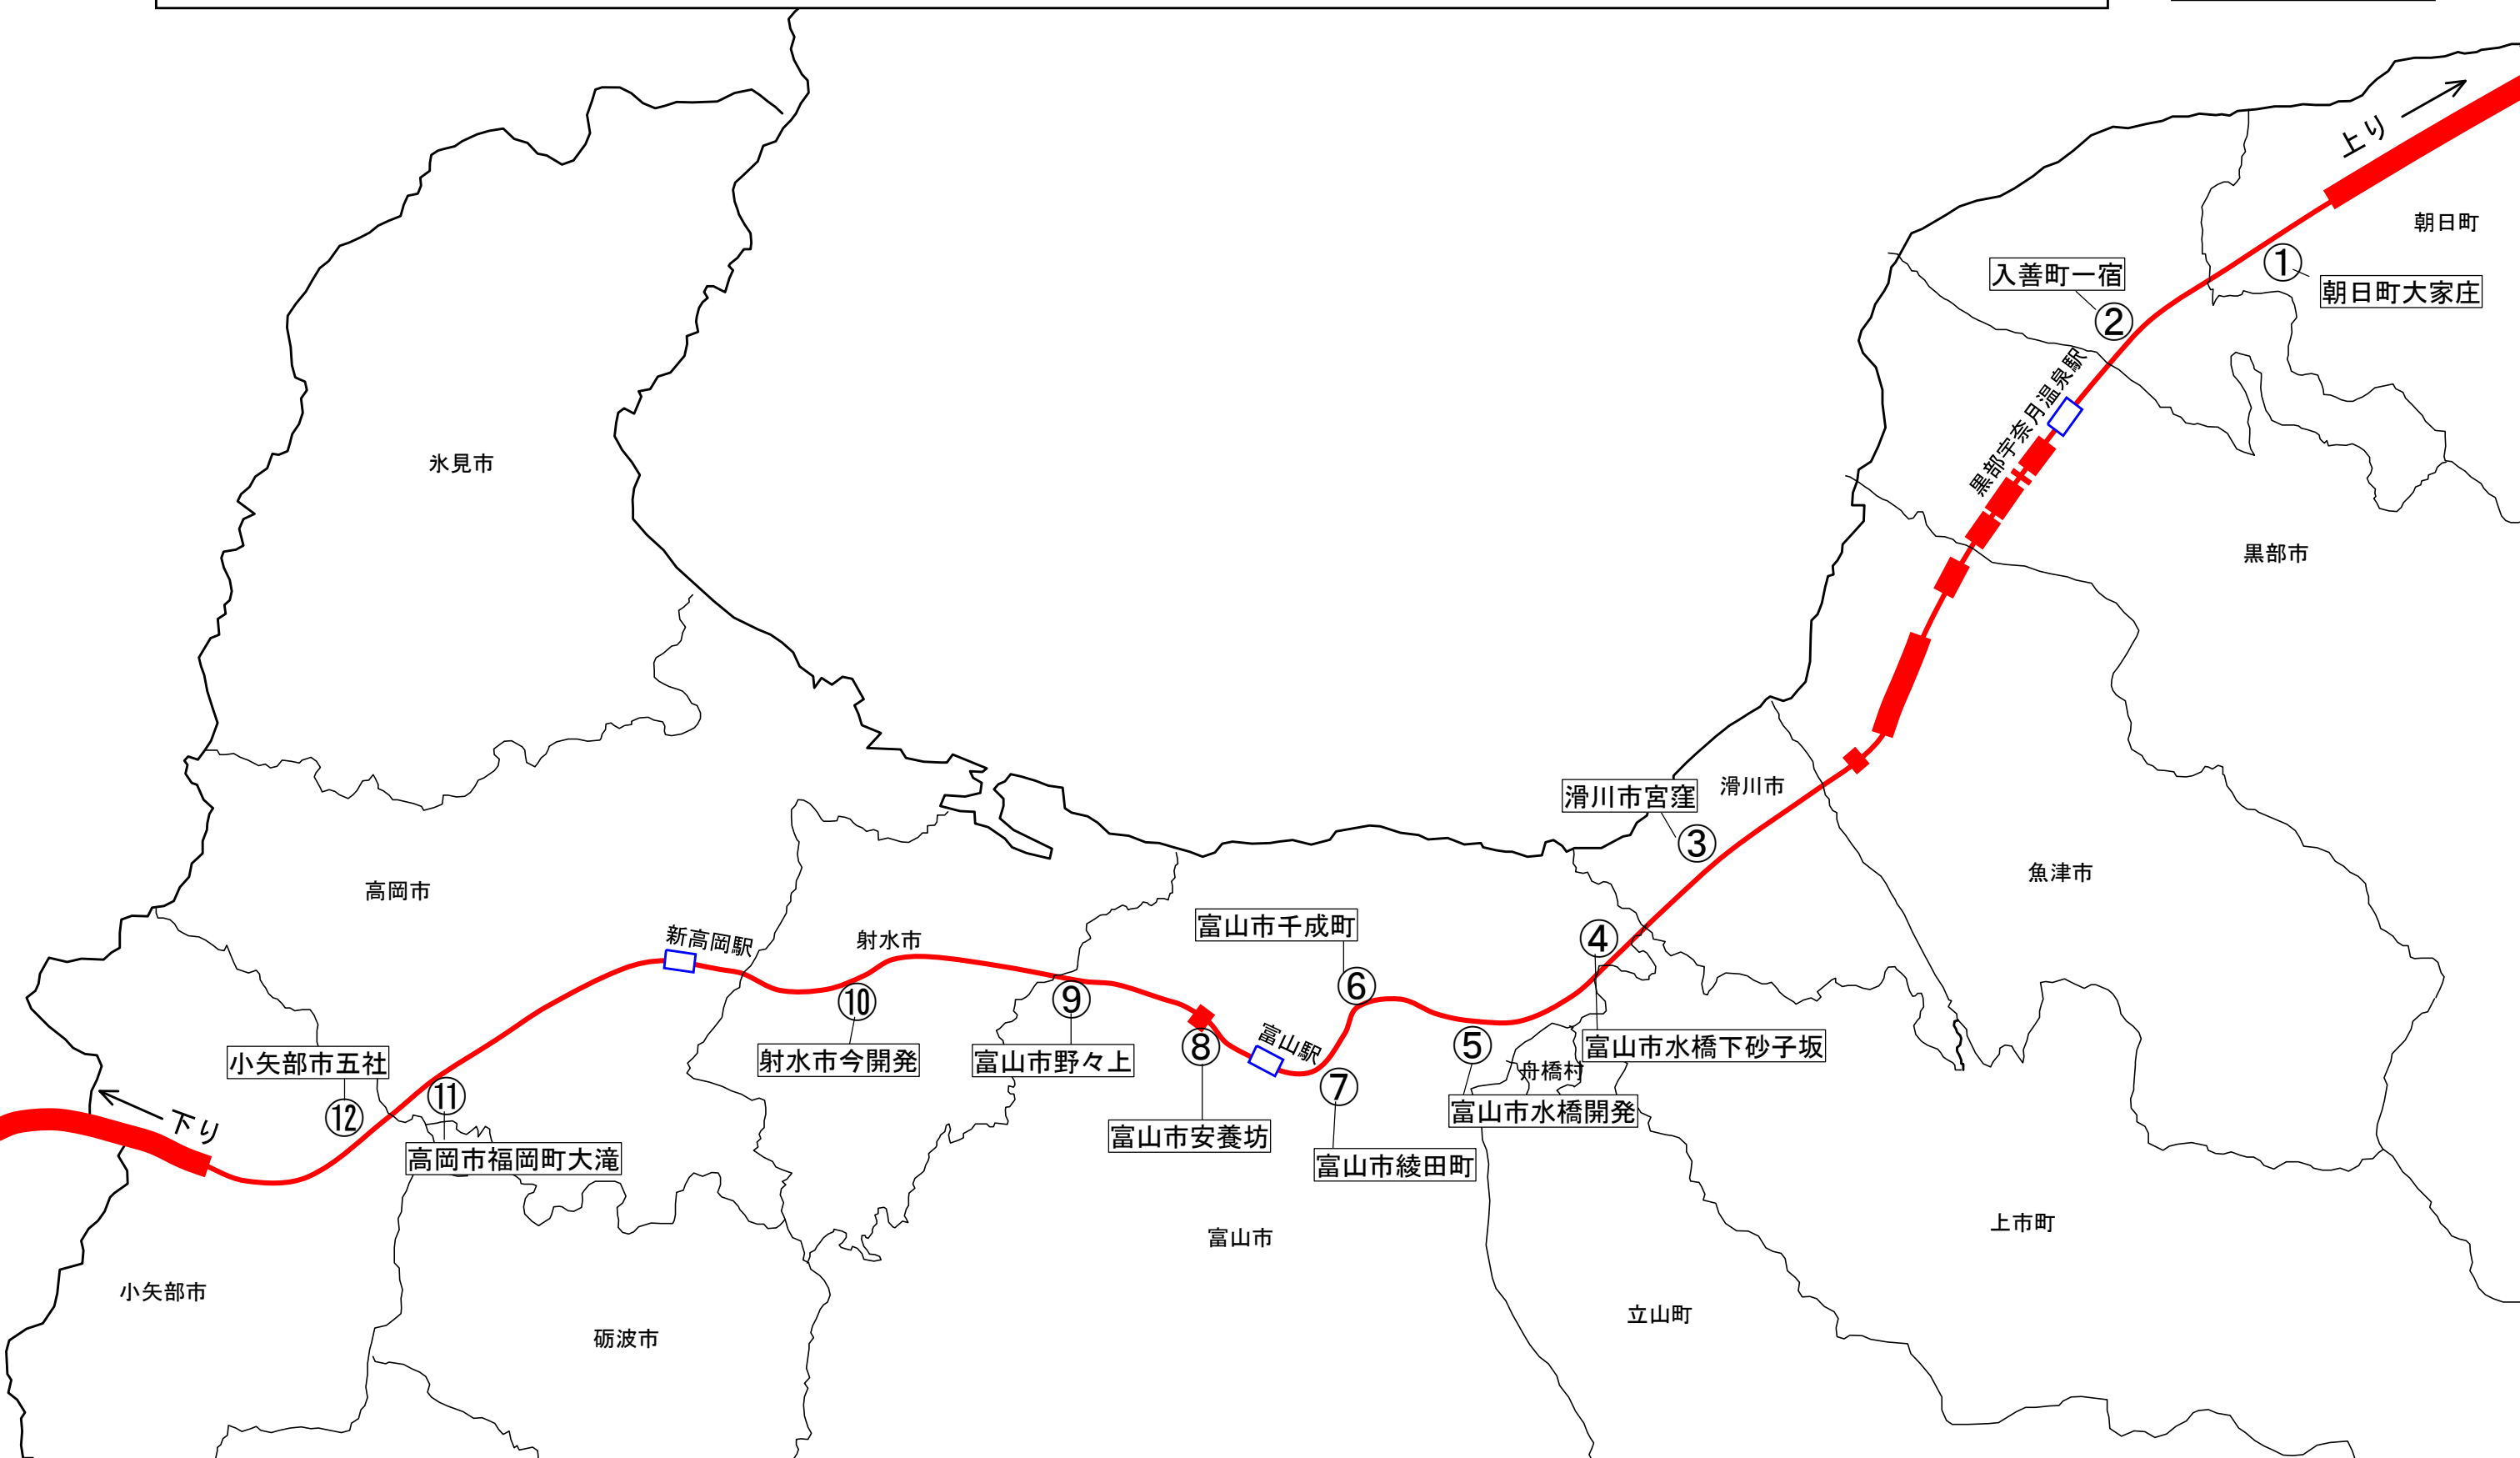 上り
朝日町
①
朝日町大家庄
入善町一宿
②
黒部宇奈月温泉駅
氷見市
黒部市
滑川市宮窪
③
滑川市
魚津市
高岡市
新高岡駅
射水市
富山市千成町
④
⑥
⑩
⑨
⑧
富山駅
⑤
富山市水橋下砂子坂
舟橋村
小矢部市五社
射水市今開発
富山市野々上
⑦
⑪
⑫
下り
富山市水橋開発
富山市安養坊
高岡市福岡町大滝
富山市綾田町
富山市
上市町
小矢部市
立山町
砺波市